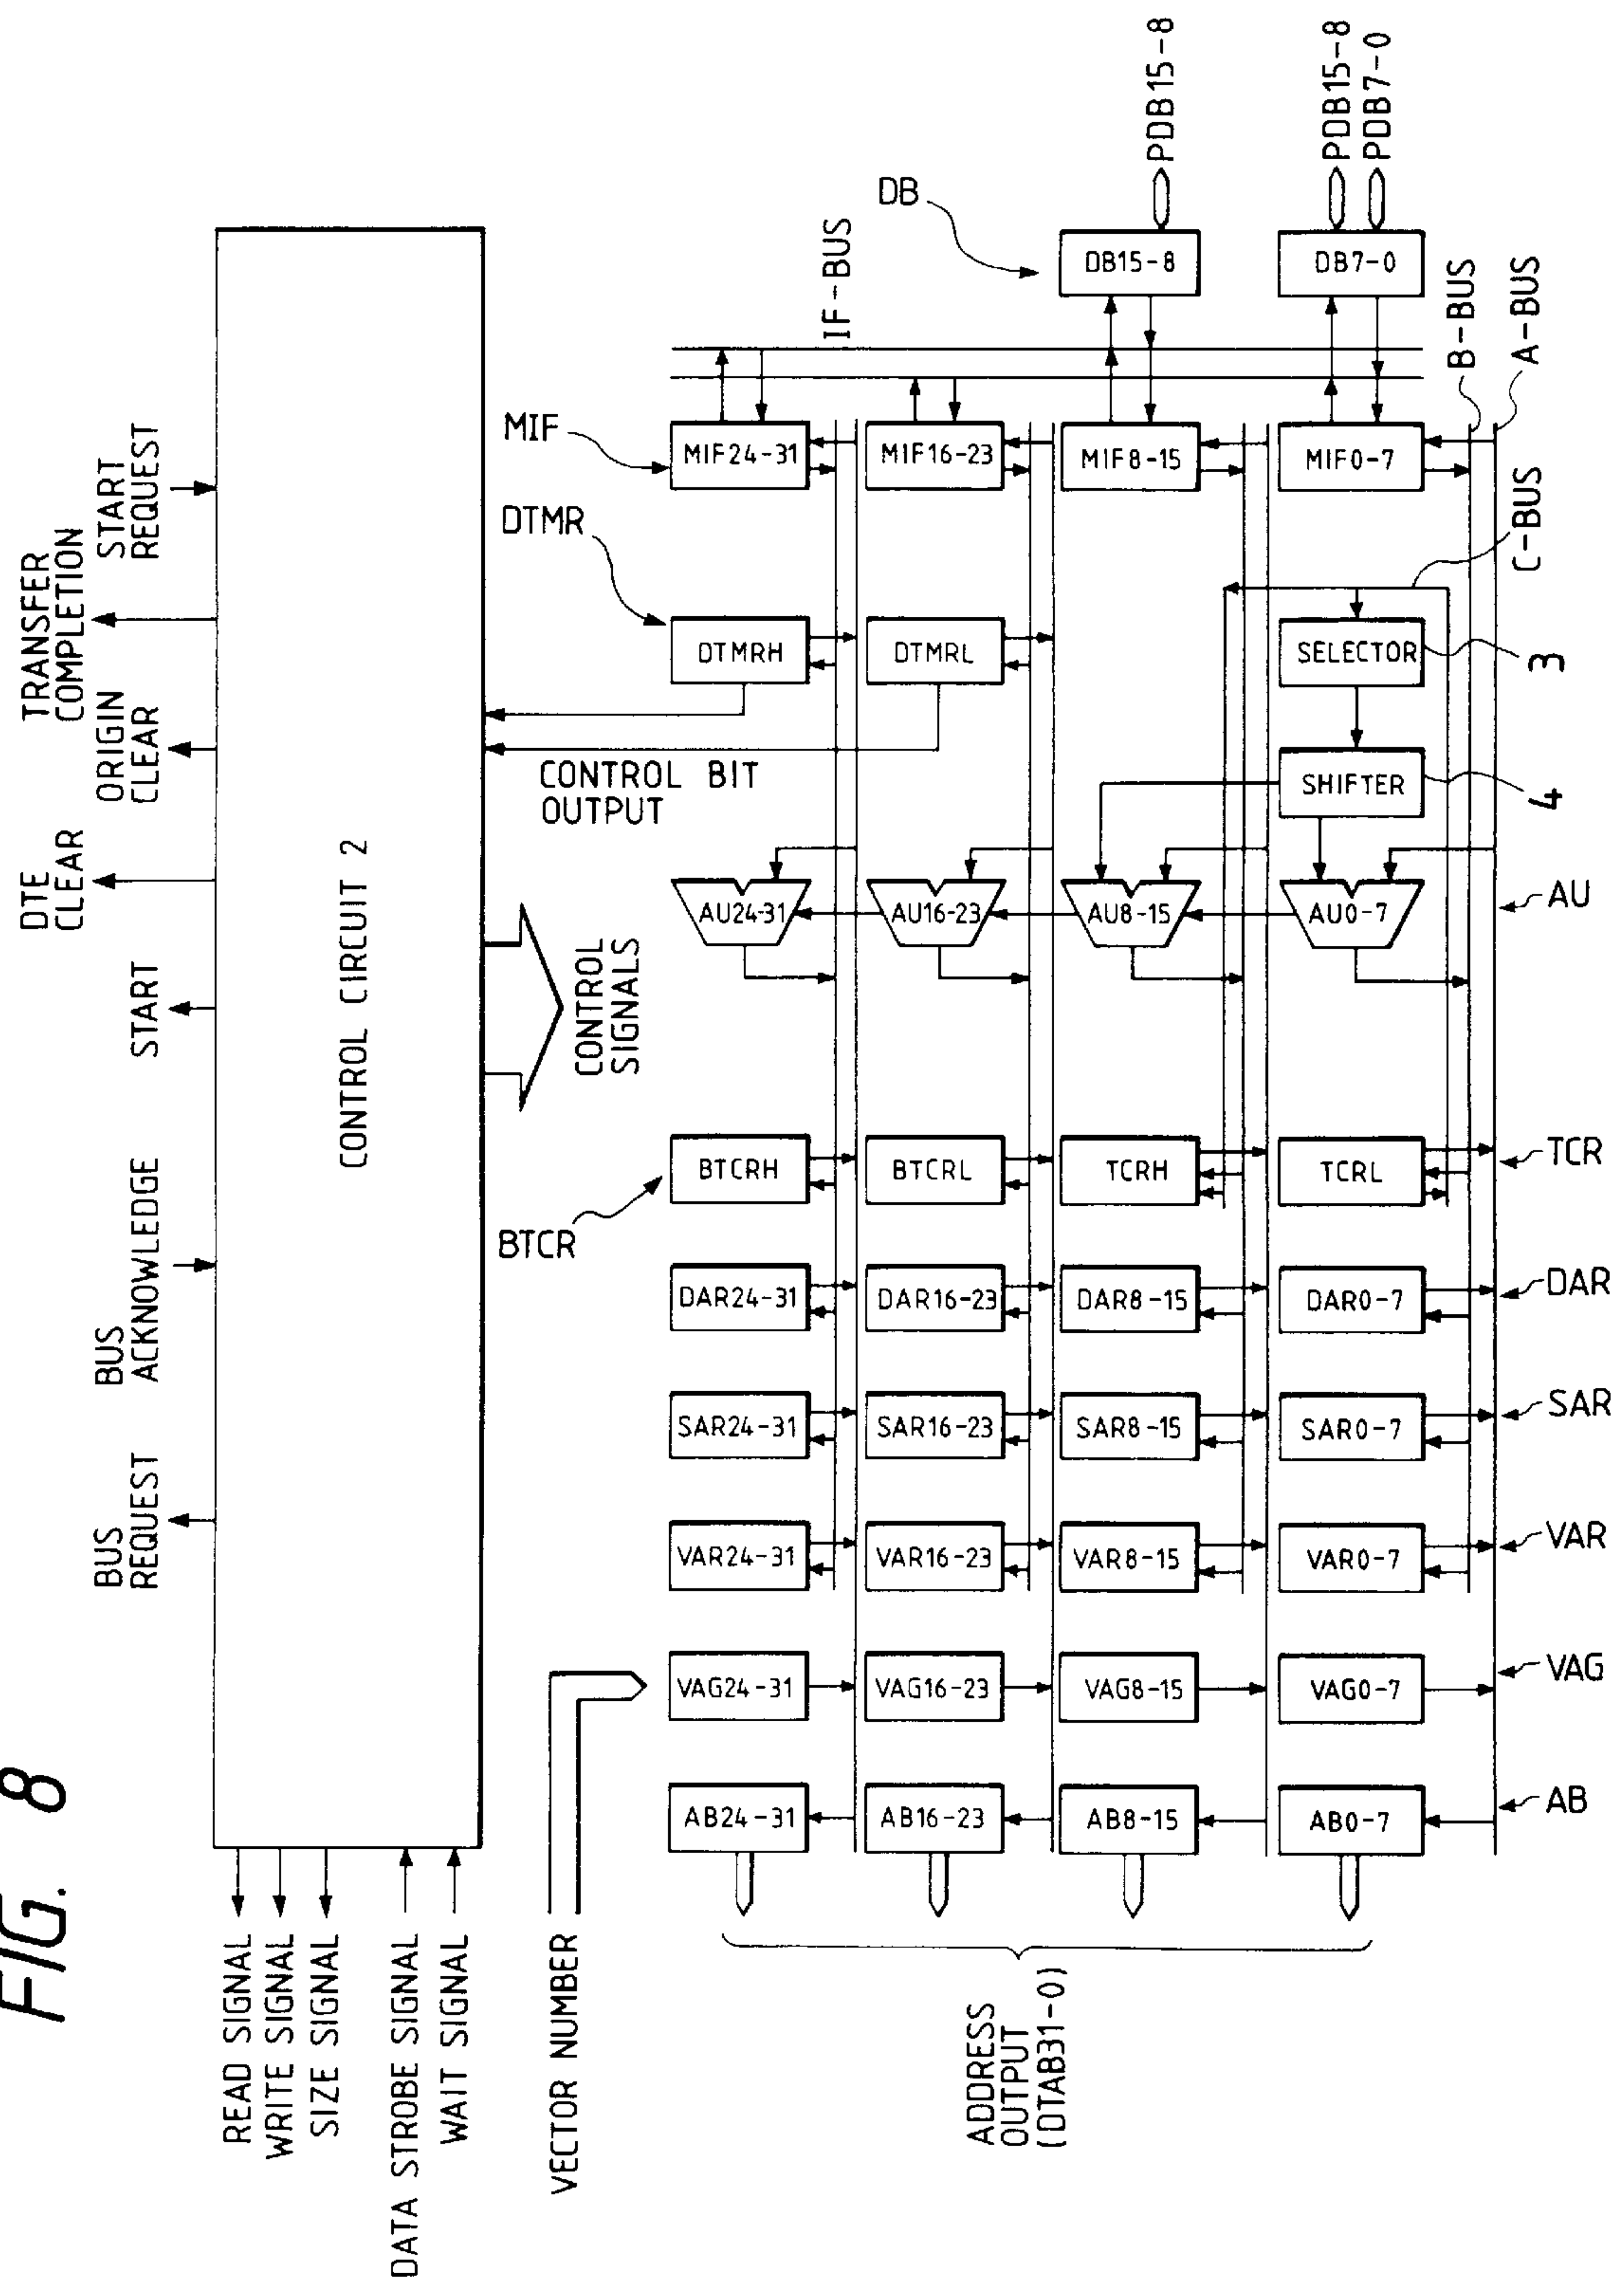 FIG. 8
READ SIGNAL
WRITE SIGNAL
SIZE SIGNAL
DATA STROBE SIGNAL
WAIT SIGNAL
BUS
REQUEST
BUS
ACKNOWLEDGE
START
DTE
CLEAR
ORIGIN
CLEAR
TRANSFER
COMPLETION
START
REQUEST
CONTROL CIRCUIT 2
CONTROL
SIGNALS
CONTROL BIT
OUTPUT
VECTOR NUMBER
ADDRESS
OUTPUT
(DTAB31-0)
BTCR
DTMR
MIF
DB
IF-BUS
AB24-31
VAG24-31
VAR24-31
SAR24-31
DAR24-31
BTCRH
AU24-31
DTMRH
MIF24-31
AB16-23
VAG16-23
VAR16-23
SAR16-23
DAR16-23
BTCRL
AU16-23
DTMRL
MIF16-23
AB8-15
VAG8-15
VAR8-15
SAR8-15
DAR8-15
TCRH
AU8-15
MIF8-15
DB15-8
PDB15-8
AB0-7
VAG0-7
VAR0-7
SAR0-7
DAR0-7
TCRL
AU0-7
SHIFTER
SELECTOR
MIF0-7
DB7-0
PDB15-8
PDB7-0
B-BUS
A-BUS
C-BUS
AB
VAG
VAR
SAR
DAR
TCR
AU
4
3